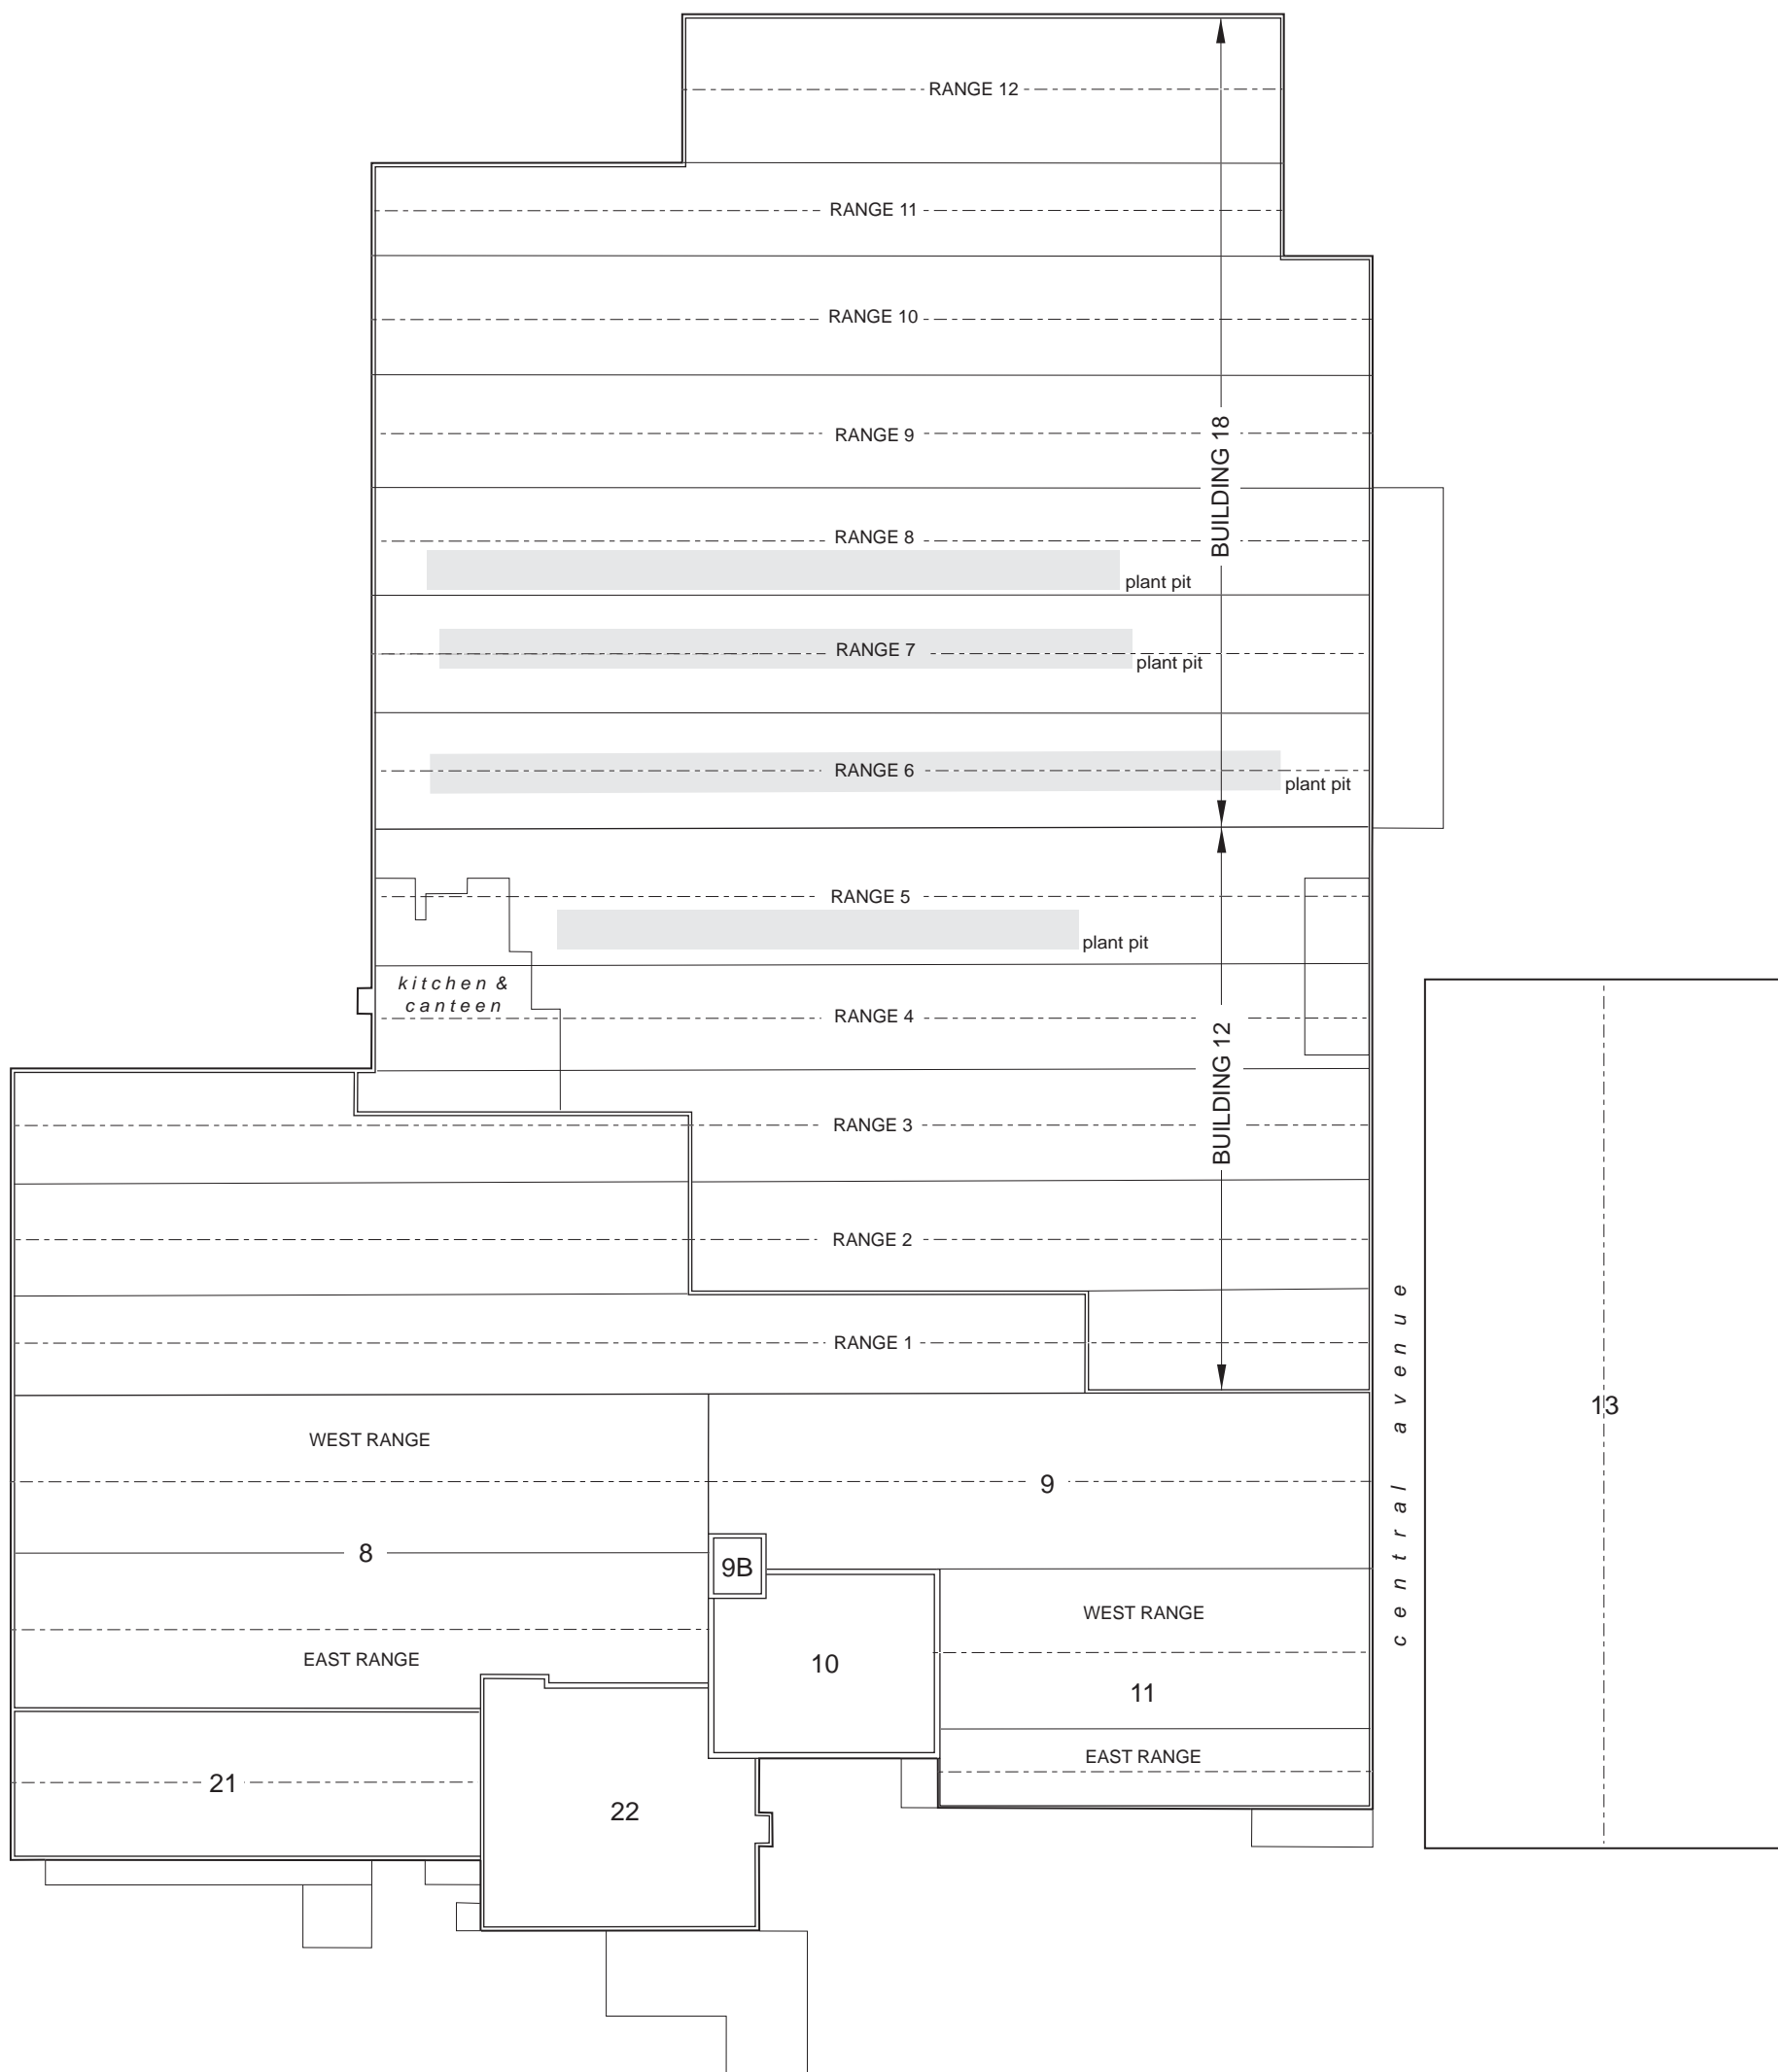 RANGE 12
RANGE 11
RANGE 10
RANGE 9
BUILDING 18
RANGE 8
plant pit
RANGE 7
plant pit
RANGE 6
plant pit
RANGE 5
plant pit
kitchen &
canteen
RANGE 4
BUILDING 12
RANGE 3
RANGE 2
RANGE 1
central avenue
13
WEST RANGE
9
8
9B
WEST RANGE
EAST RANGE
10
11
EAST RANGE
21
22